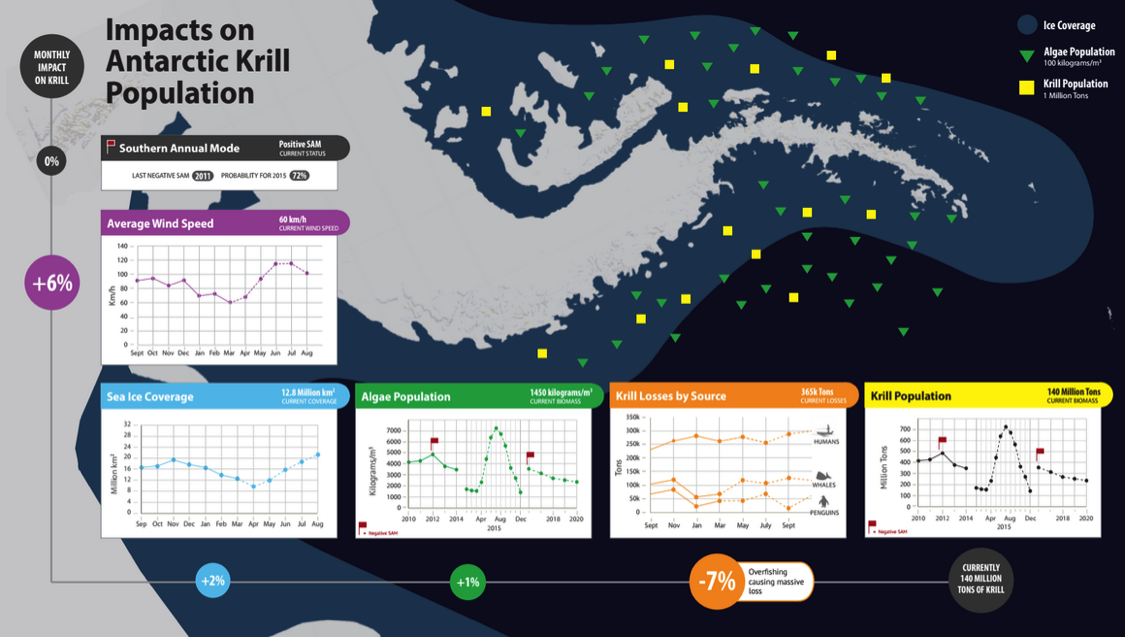 Impacts on
Antarctic Krill
Population
MONTHLY
IMPACT
ON KRILL
Ice Coverage
Algae Population
100 kilograms/m³
Krill Population
1 Million Tons
0%
Southern Annual Mode
Positive SAM
CURRENT STATUS
LAST NEGATIVE SAM 2011 PROBABILITY FOR 2015 72%
+6%
Average Wind Speed
60 km/h
CURRENT WIND SPEED
Km/h
140
120
100
80
60
40
20
0
Sept Oct Nov Dec Jan Feb Mar Apr May Jun Jul Aug
Sea Ice Coverage
12.8 Million km²
CURRENT COVERAGE
Million km²
32
28
24
20
16
12
8
4
0
Sep Oct Nov Dec Jan Feb Mar Apr May Jun Jul Aug
Algae Population
1450 kilograms/m³
CURRENT BIOMASS
Kilograms/m³
7000
6000
5000
4000
3000
2000
1000
0
2010 2012 2014 Apr Aug Dec 2018 2020
2015
= Negative SAM
Krill Losses by Source
365k Tons
CURRENT LOSSES
Tons
350k
300k
250k
200k
150k
100k
50k
0
HUMANS
WHALES
PENGUINS
Sept Nov Jan Mar May July Sept
Krill Population
140 Million Tons
CURRENT BIOMASS
Million Tons
700
600
500
400
300
200
100
0
2010 2012 2014 Apr Aug Dec 2018 2020
2015
= Negative SAM
+2%
+1%
-7%
Overfishing
causing massive
loss
CURRENTLY
140 MILLION
TONS OF KRILL